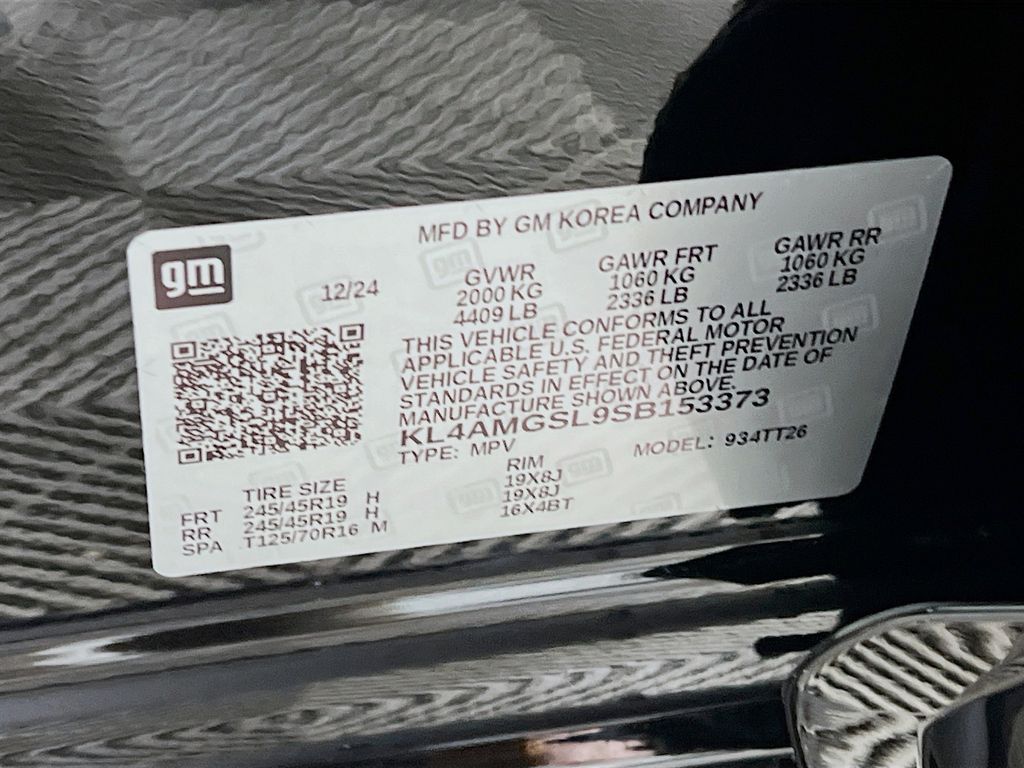 MFD BY GM KOREA COMPANY
gm
12/24
GVWR
2000 KG
4409 LB
GAWR FRT
1060 KG
2336 LB
GAWR RR
1060 KG
2336 LB
THIS VEHICLE CONFORMS TO ALL
APPLICABLE U.S. FEDERAL MOTOR
VEHICLE SAFETY AND THEFT PREVENTION
STANDARDS IN EFFECT ON THE DATE OF
MANUFACTURE SHOWN ABOVE.
KL4AMGSL9SB153373
TYPE: MPV MODEL: 934TT26
TIRE SIZE RIM
FRT 245/45R19 H 19X8J
RR 245/45R19 H 19X8J
SPA T125/70R16 M 16X4BT